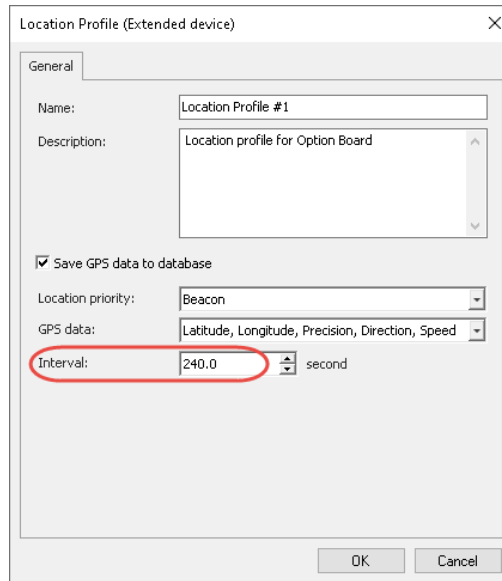 Location Profile (Extended device)
General
Name: Location Profile #1
Description: Location profile for Option Board
Save GPS data to database
Location priority: Beacon
GPS data: Latitude, Longitude, Precision, Direction, Speed
Interval: 240.0 second
OK Cancel